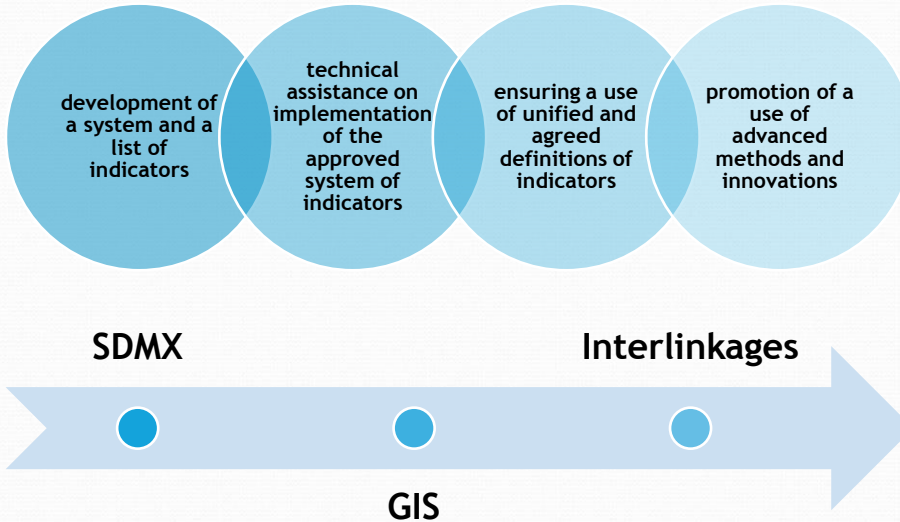 development of
a system and a
list of
indicators
technical
assistance on
implementation
of the
approved
system of
indicators
ensuring a use
of unified and
agreed
definitions of
indicators
promotion of a
use of
advanced
methods and
innovations
SDMX
Interlinkages
GIS